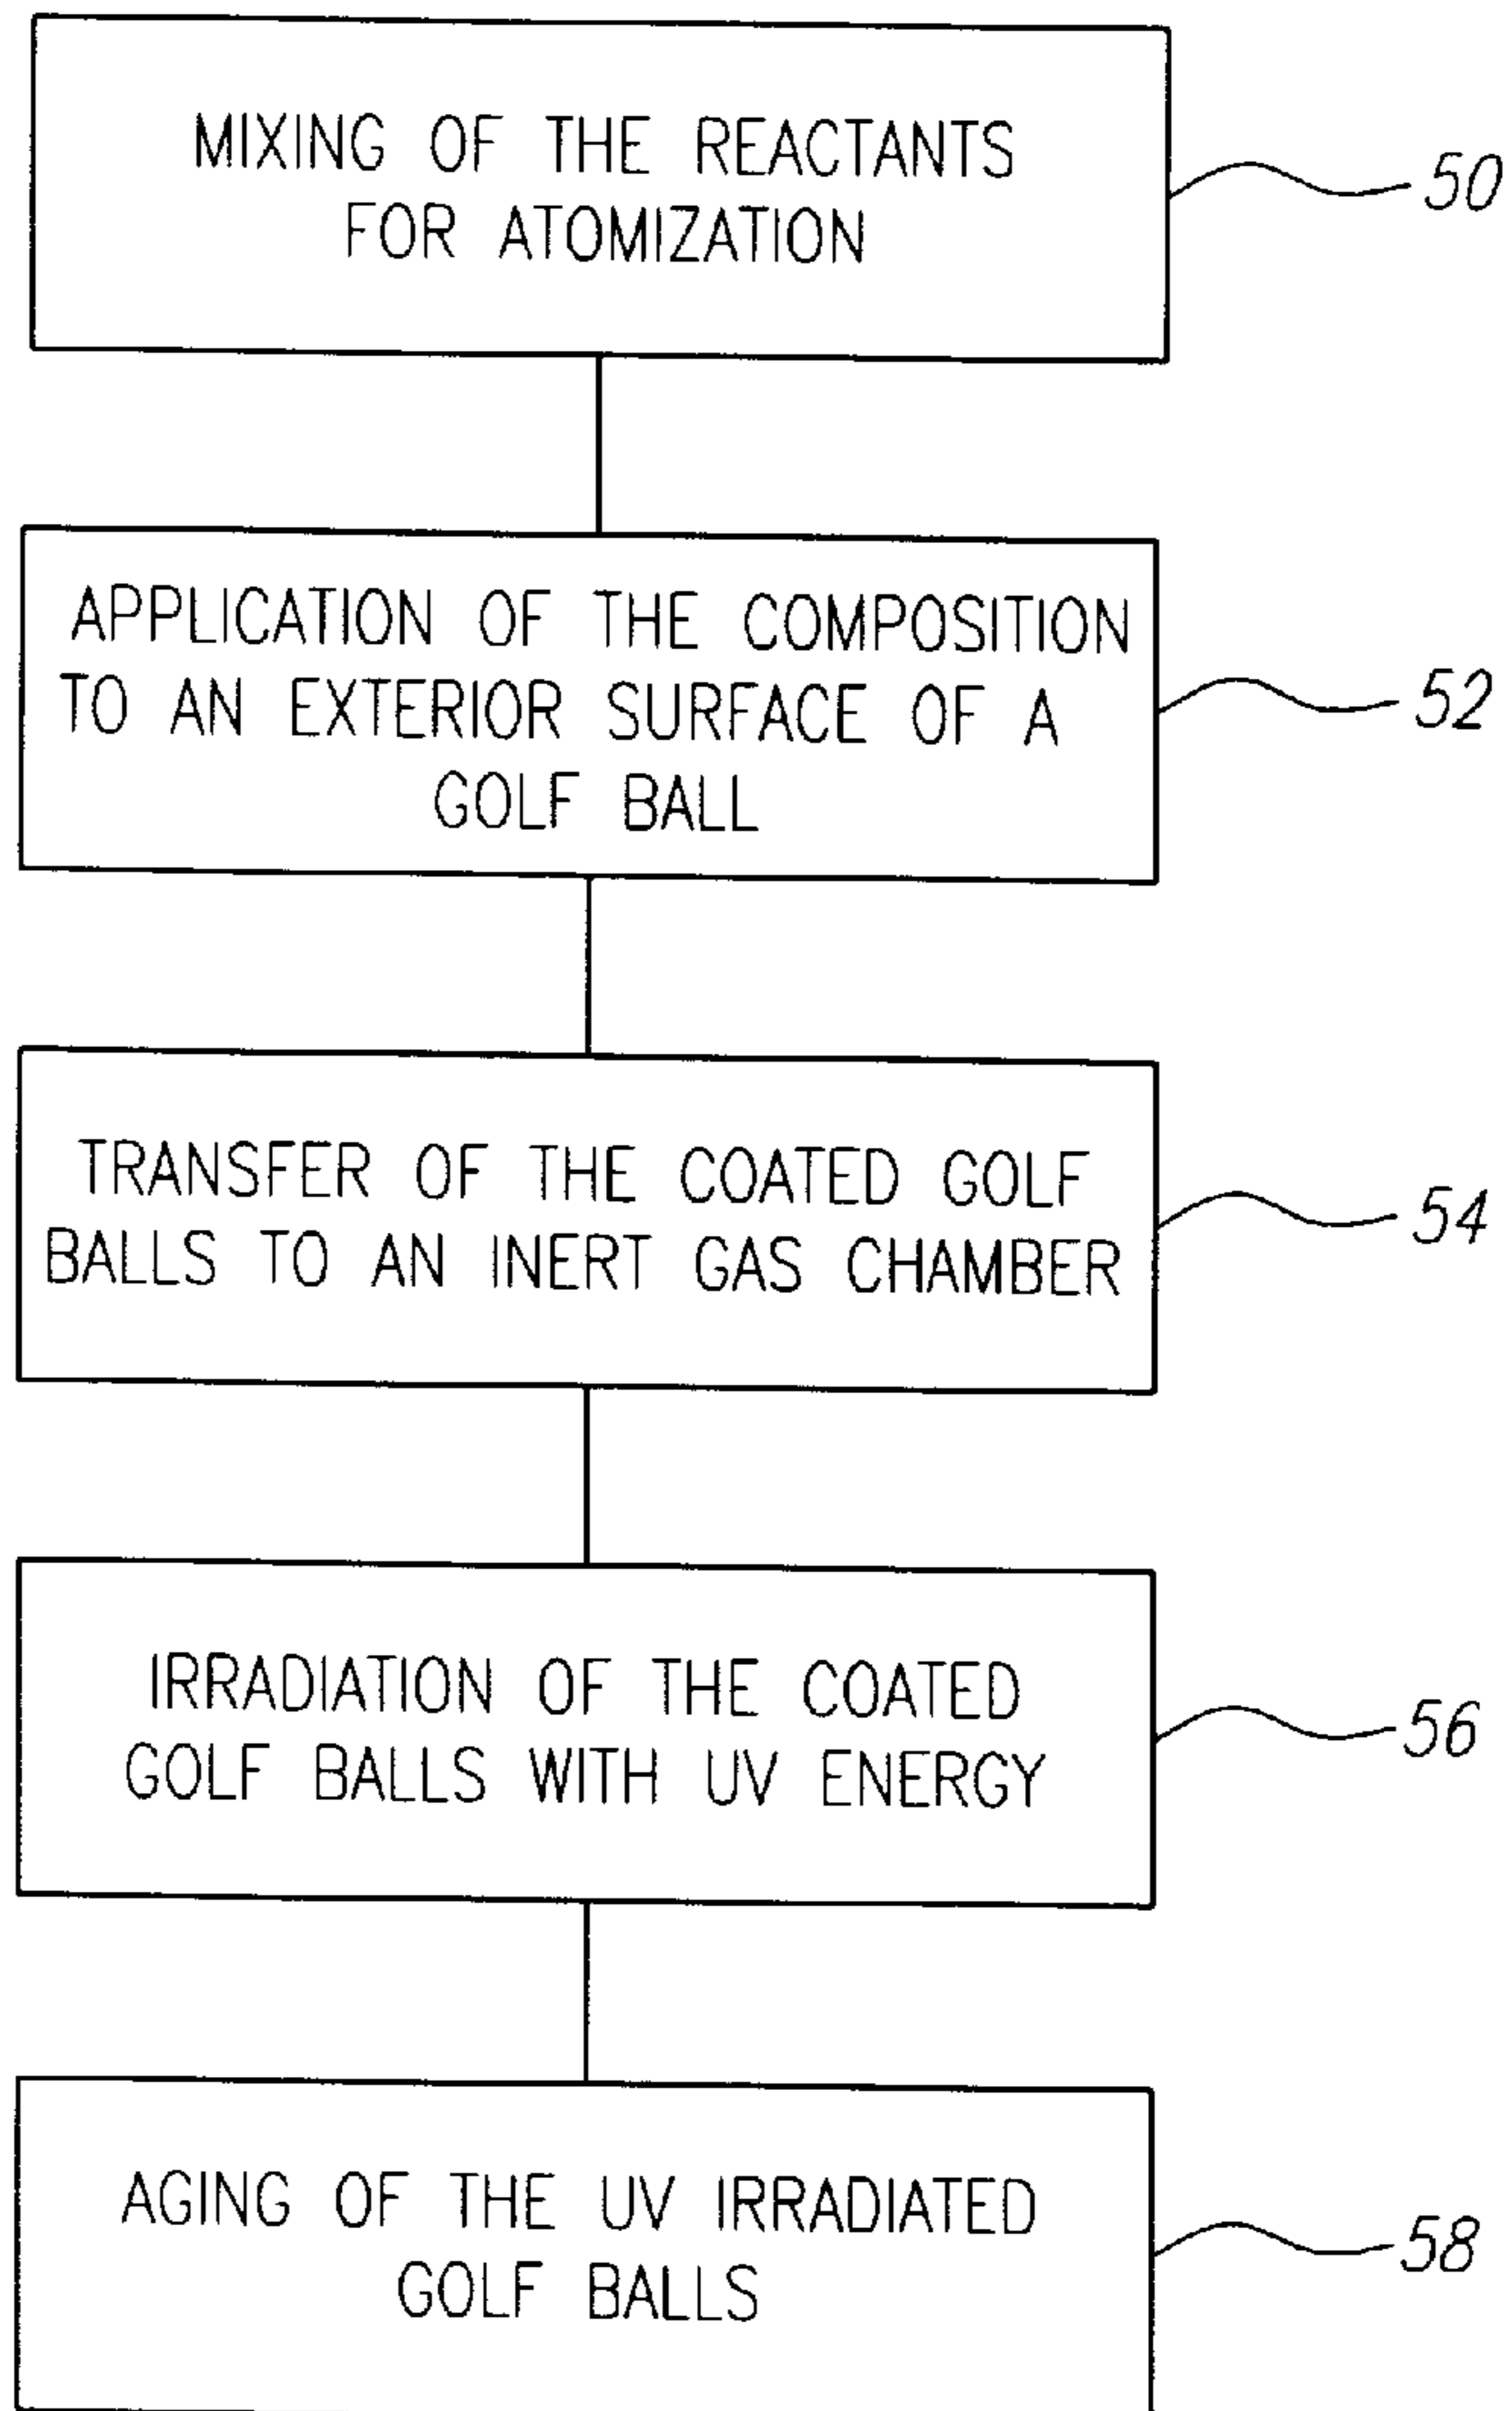 MIXING OF THE REACTANTS
FOR ATOMIZATION
50
APPLICATION OF THE COMPOSITION
TO AN EXTERIOR SURFACE OF A
GOLF BALL
52
TRANSFER OF THE COATED GOLF
BALLS TO AN INERT GAS CHAMBER
54
IRRADIATION OF THE COATED
GOLF BALLS WITH UV ENERGY
56
AGING OF THE UV IRRADIATED
GOLF BALLS
58